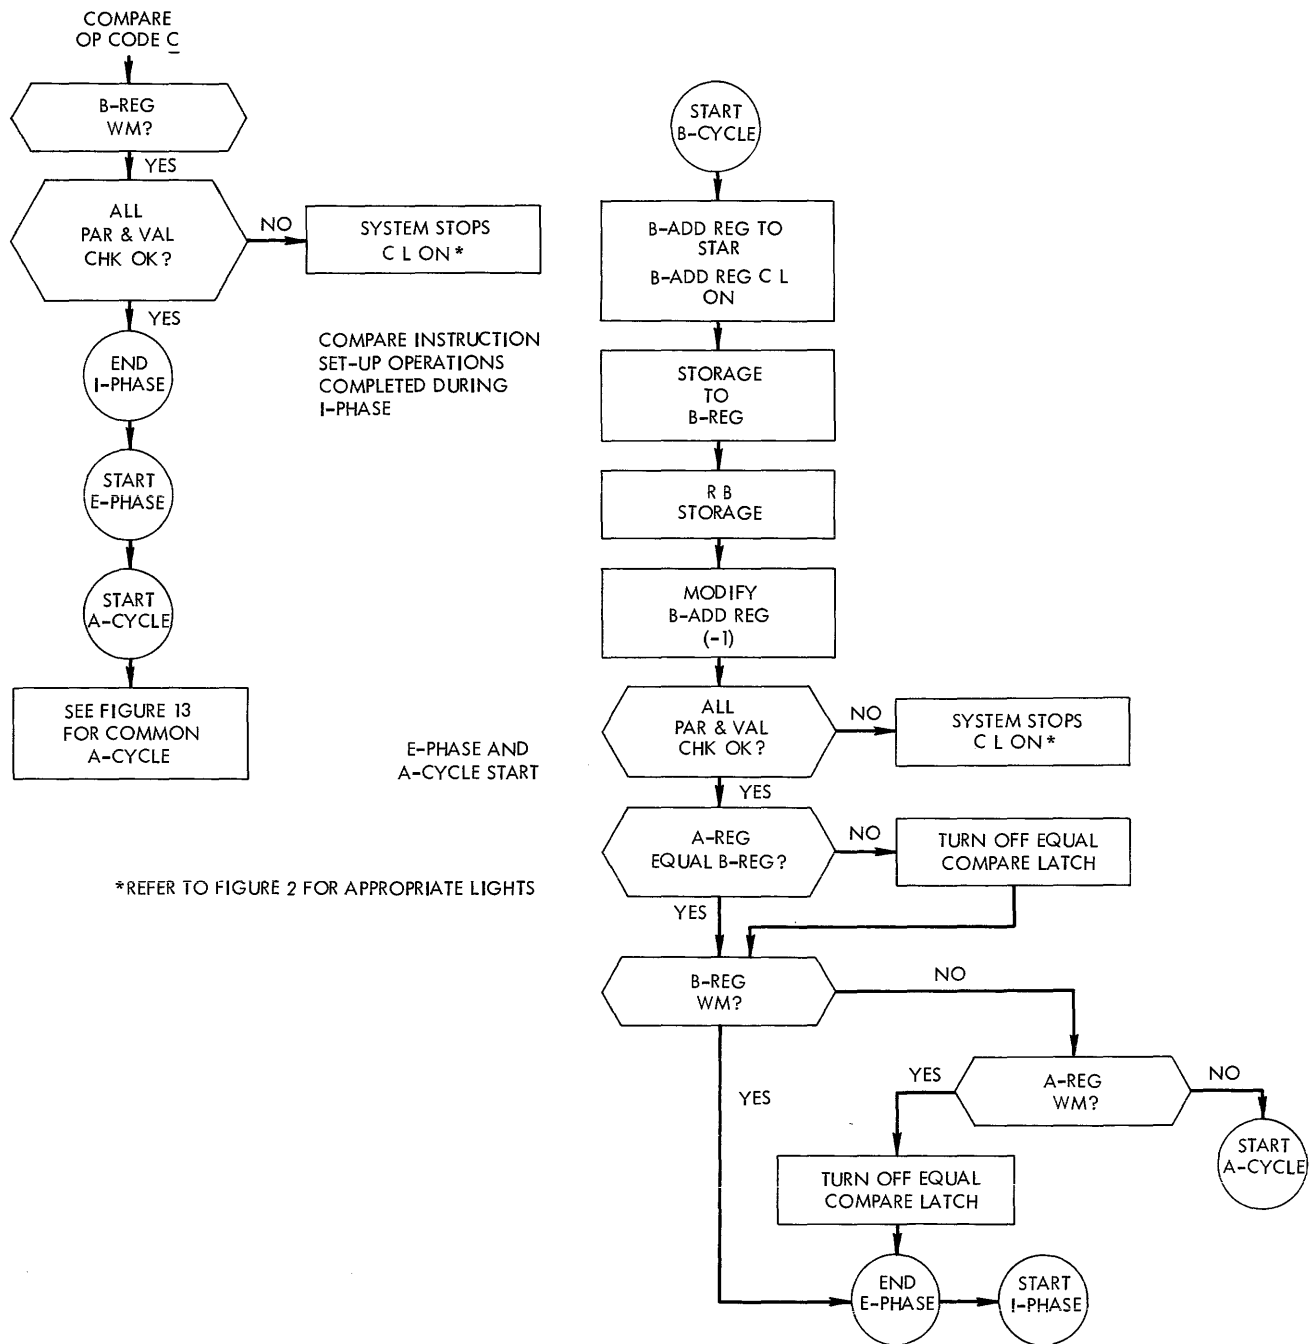 COMPARE
OP CODE C
B-REG
WM?
YES
ALL
PAR & VAL
CHK OK?
NO
SYSTEM STOPS
C L ON*
YES
END
I-PHASE
COMPARE INSTRUCTION
SET-UP OPERATIONS
COMPLETED DURING
I-PHASE
START
E-PHASE
START
A-CYCLE
SEE FIGURE 13
FOR COMMON
A-CYCLE
E-PHASE AND
A-CYCLE START
*REFER TO FIGURE 2 FOR APPROPRIATE LIGHTS
START
B-CYCLE
B-ADD REG TO
STAR
B-ADD REG C L
ON
STORAGE
TO
B-REG
R B
STORAGE
MODIFY
B-ADD REG
(-1)
ALL
PAR & VAL
CHK OK?
NO
SYSTEM STOPS
C L ON*
YES
A-REG
EQUAL B-REG?
NO
TURN OFF EQUAL
COMPARE LATCH
YES
B-REG
WM?
NO
YES
A-REG
WM?
YES
NO
START
A-CYCLE
TURN OFF EQUAL
COMPARE LATCH
END
E-PHASE
START
I-PHASE